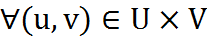 ∀(u, v) ∈ U × V